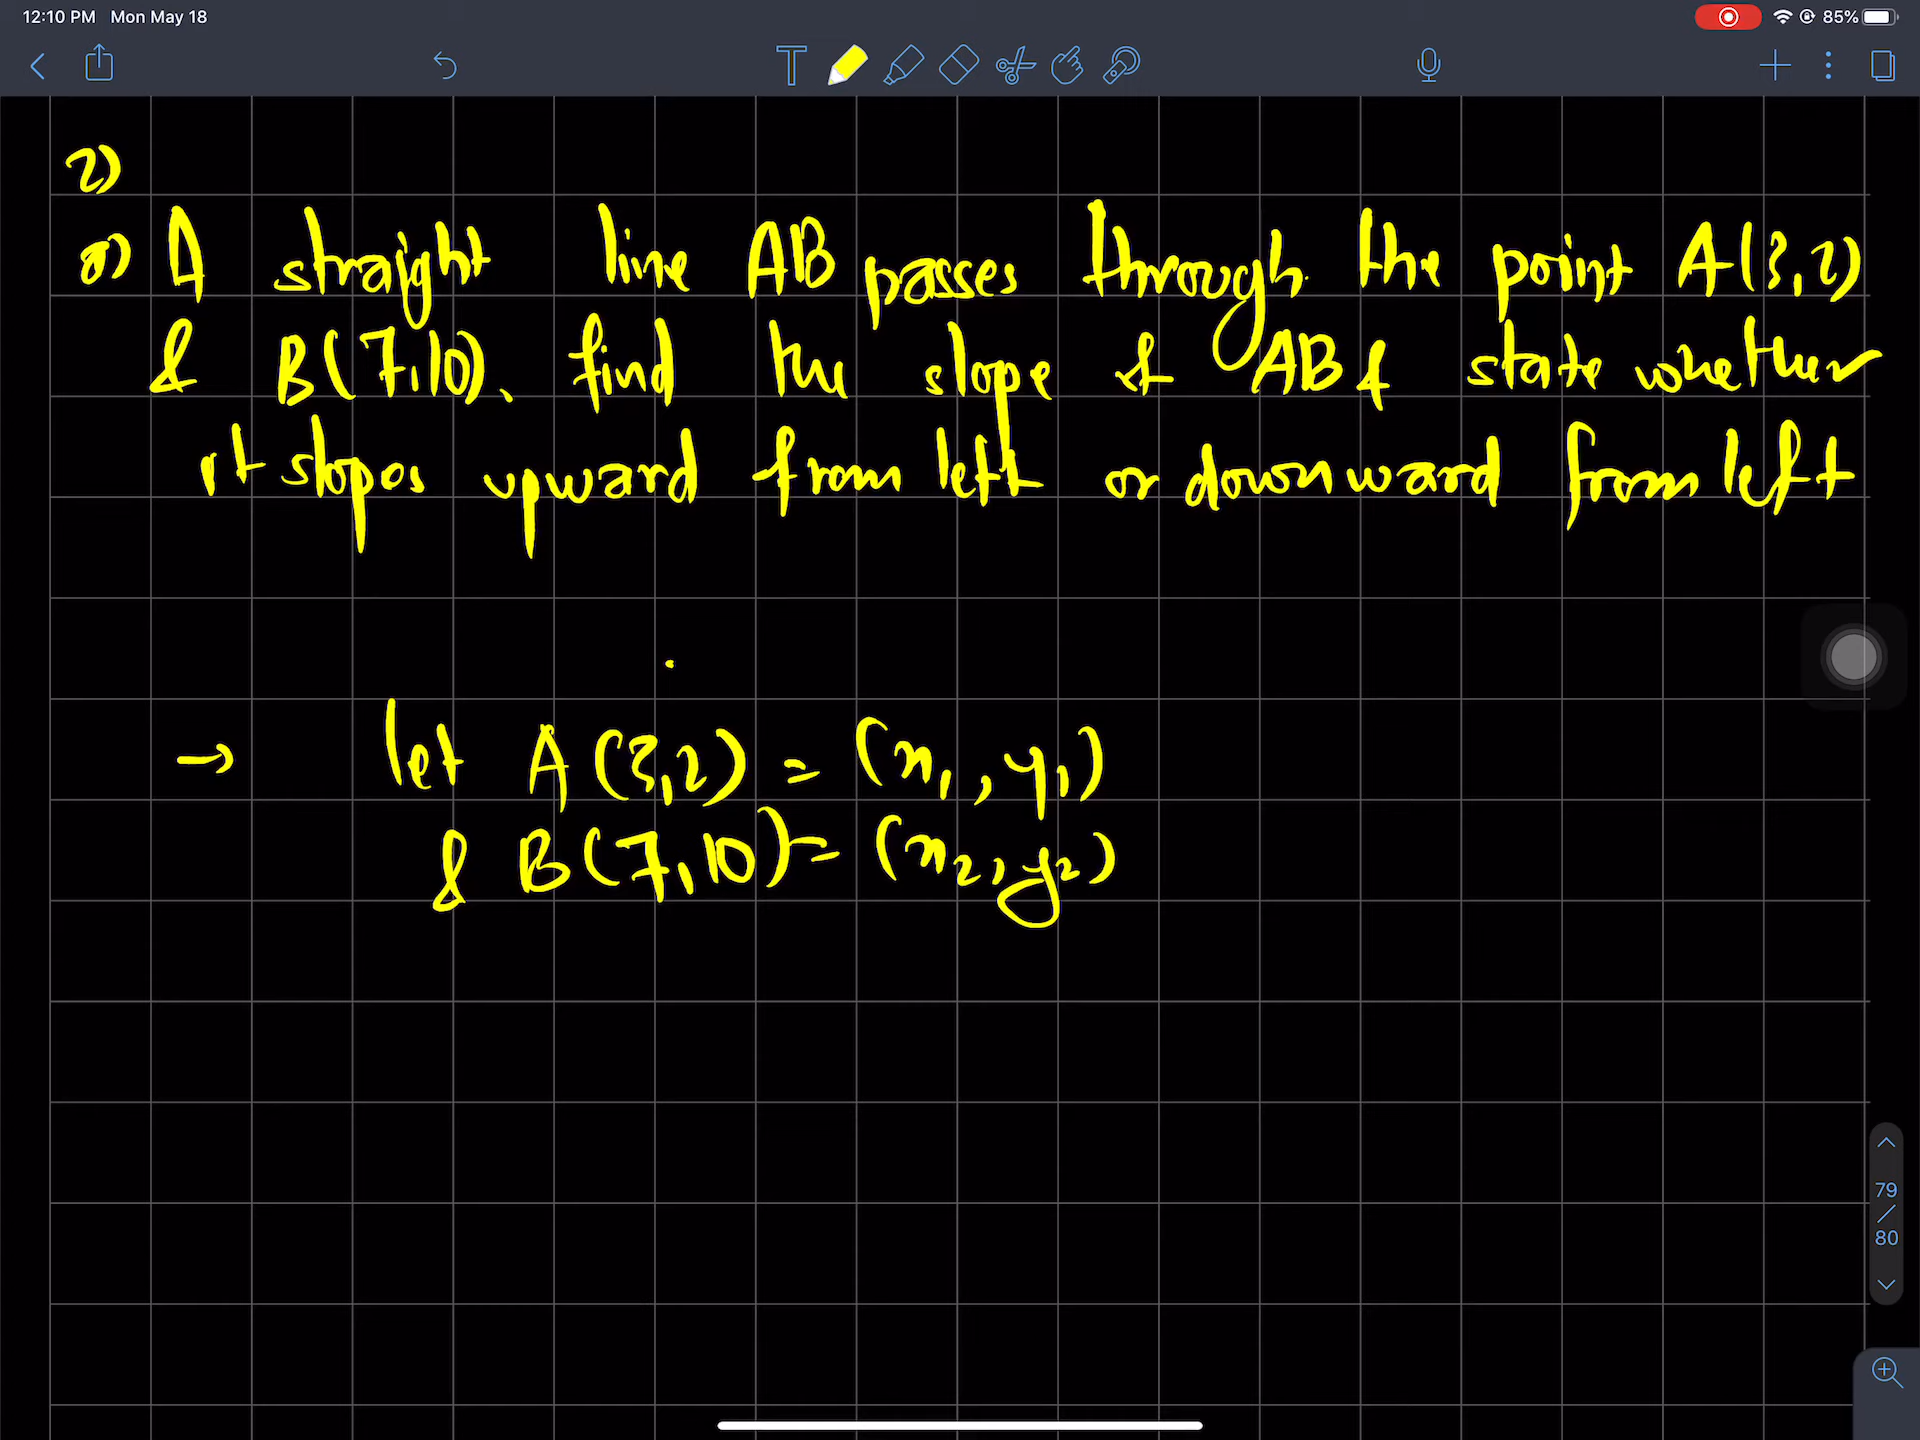 12:10 PM Mon May 18
85%
2)
a) A straight line AB passes through the point A(3,2)
& B(7,10), find the slope of AB & state whether
it slopes upward from left or downward from left
→ let A(3,2) = (x₁, y₁)
& B(7,10) = (x₂, y₂)
79
/
80